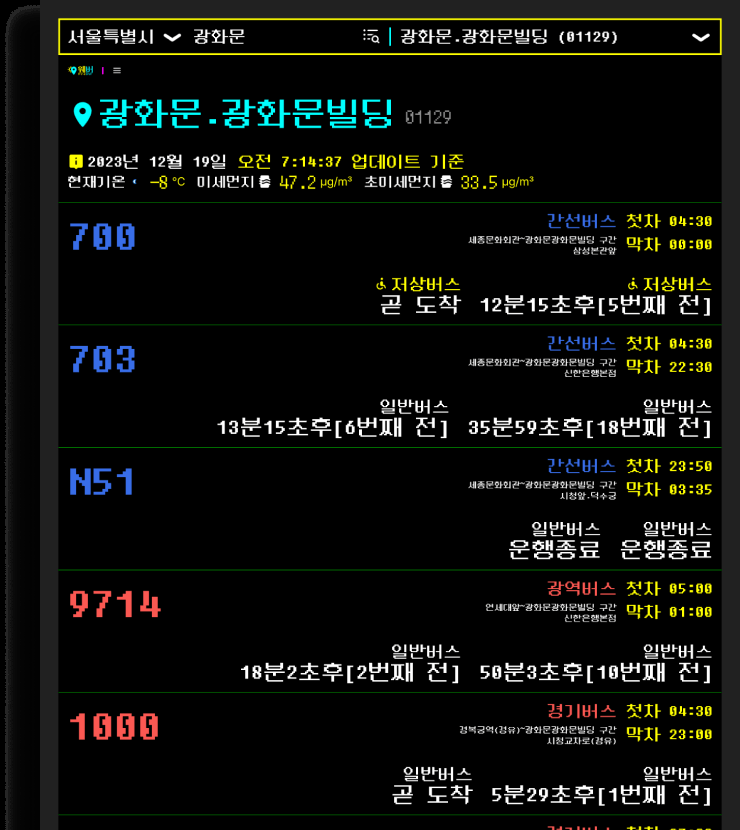 서울특별시 광화문 광화문.광화문빌딩 (01129)
웹버 | ≡
광화문.광화문빌딩 01129
2023년 12월 19일 오전 7:14:37 업데이트 기준
현재기온 · -8℃ 미세먼지 47.2㎍/m³ 초미세먼지 33.5㎍/m³
700 간선버스 첫차 04:30
세종문화회관~광화문광화문빌딩 구간 막차 00:00
삼성본관앞
저상버스 저상버스
곧 도착 12분15초후[5번째 전]
703 간선버스 첫차 04:30
세종문화회관~광화문광화문빌딩 구간 막차 22:30
신한은행본점
일반버스 일반버스
13분15초후[6번째 전] 35분59초후[18번째 전]
N51 간선버스 첫차 23:50
세종문화회관~광화문광화문빌딩 구간 막차 03:35
시청앞.덕수궁
일반버스 일반버스
운행종료 운행종료
9714 광역버스 첫차 05:00
연세대앞~광화문광화문빌딩 구간 막차 01:00
신한은행본점
일반버스 일반버스
18분2초후[2번째 전] 50분3초후[10번째 전]
1000 경기버스 첫차 04:30
경복궁역(경유)~광화문광화문빌딩 구간 막차 23:00
시청교차로(경유)
일반버스 일반버스
곧 도착 5분29초후[1번째 전]